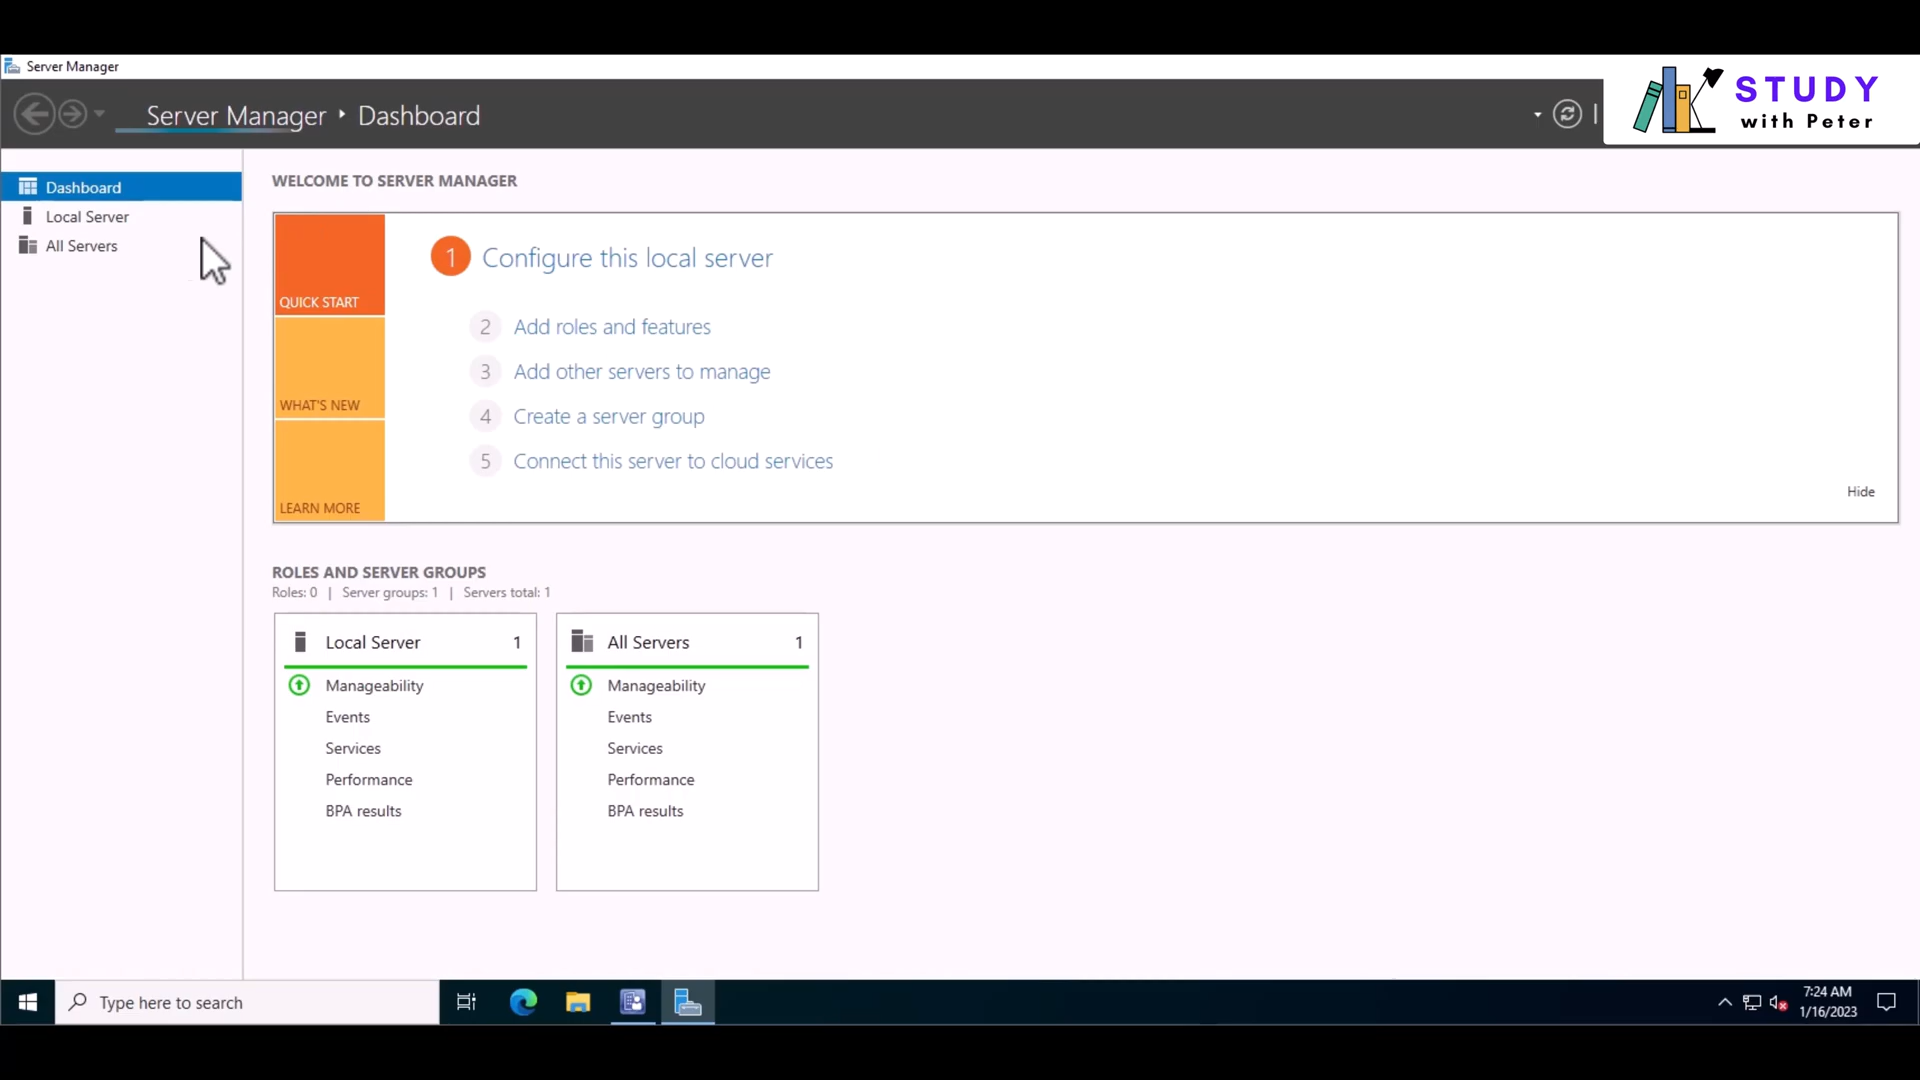 Server Manager
STUDY
with Peter
Server Manager Dashboard
Dashboard
Local Server
All Servers
WELCOME TO SERVER MANAGER
QUICK START
WHAT'S NEW
LEARN MORE
1 Configure this local server
2 Add roles and features
3 Add other servers to manage
4 Create a server group
5 Connect this server to cloud services
Hide
ROLES AND SERVER GROUPS
Roles: 0 | Server groups: 1 | Servers total: 1
Local Server 1
Manageability
Events
Services
Performance
BPA results
All Servers 1
Manageability
Events
Services
Performance
BPA results
Type here to search
7:24 AM
1/16/2023